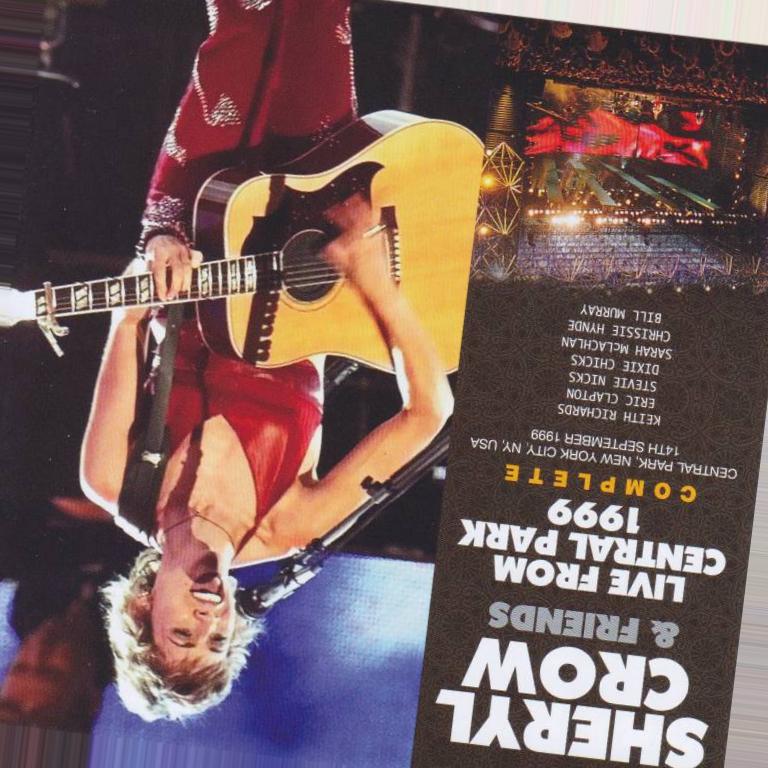 SHERYL
CROW
& FRIENDS
LIVE FROM
CENTRAL PARK
1999
COMPLETE
CENTRAL PARK, NEW YORK CITY, NY, USA
14TH SEPTEMBER 1999
KEITH RICHARDS
ERIC CLAPTON
STEVIE NICKS
DIXIE CHICKS
SARAH McLACHLAN
CHRISSIE HYNDE
BILL MURRAY